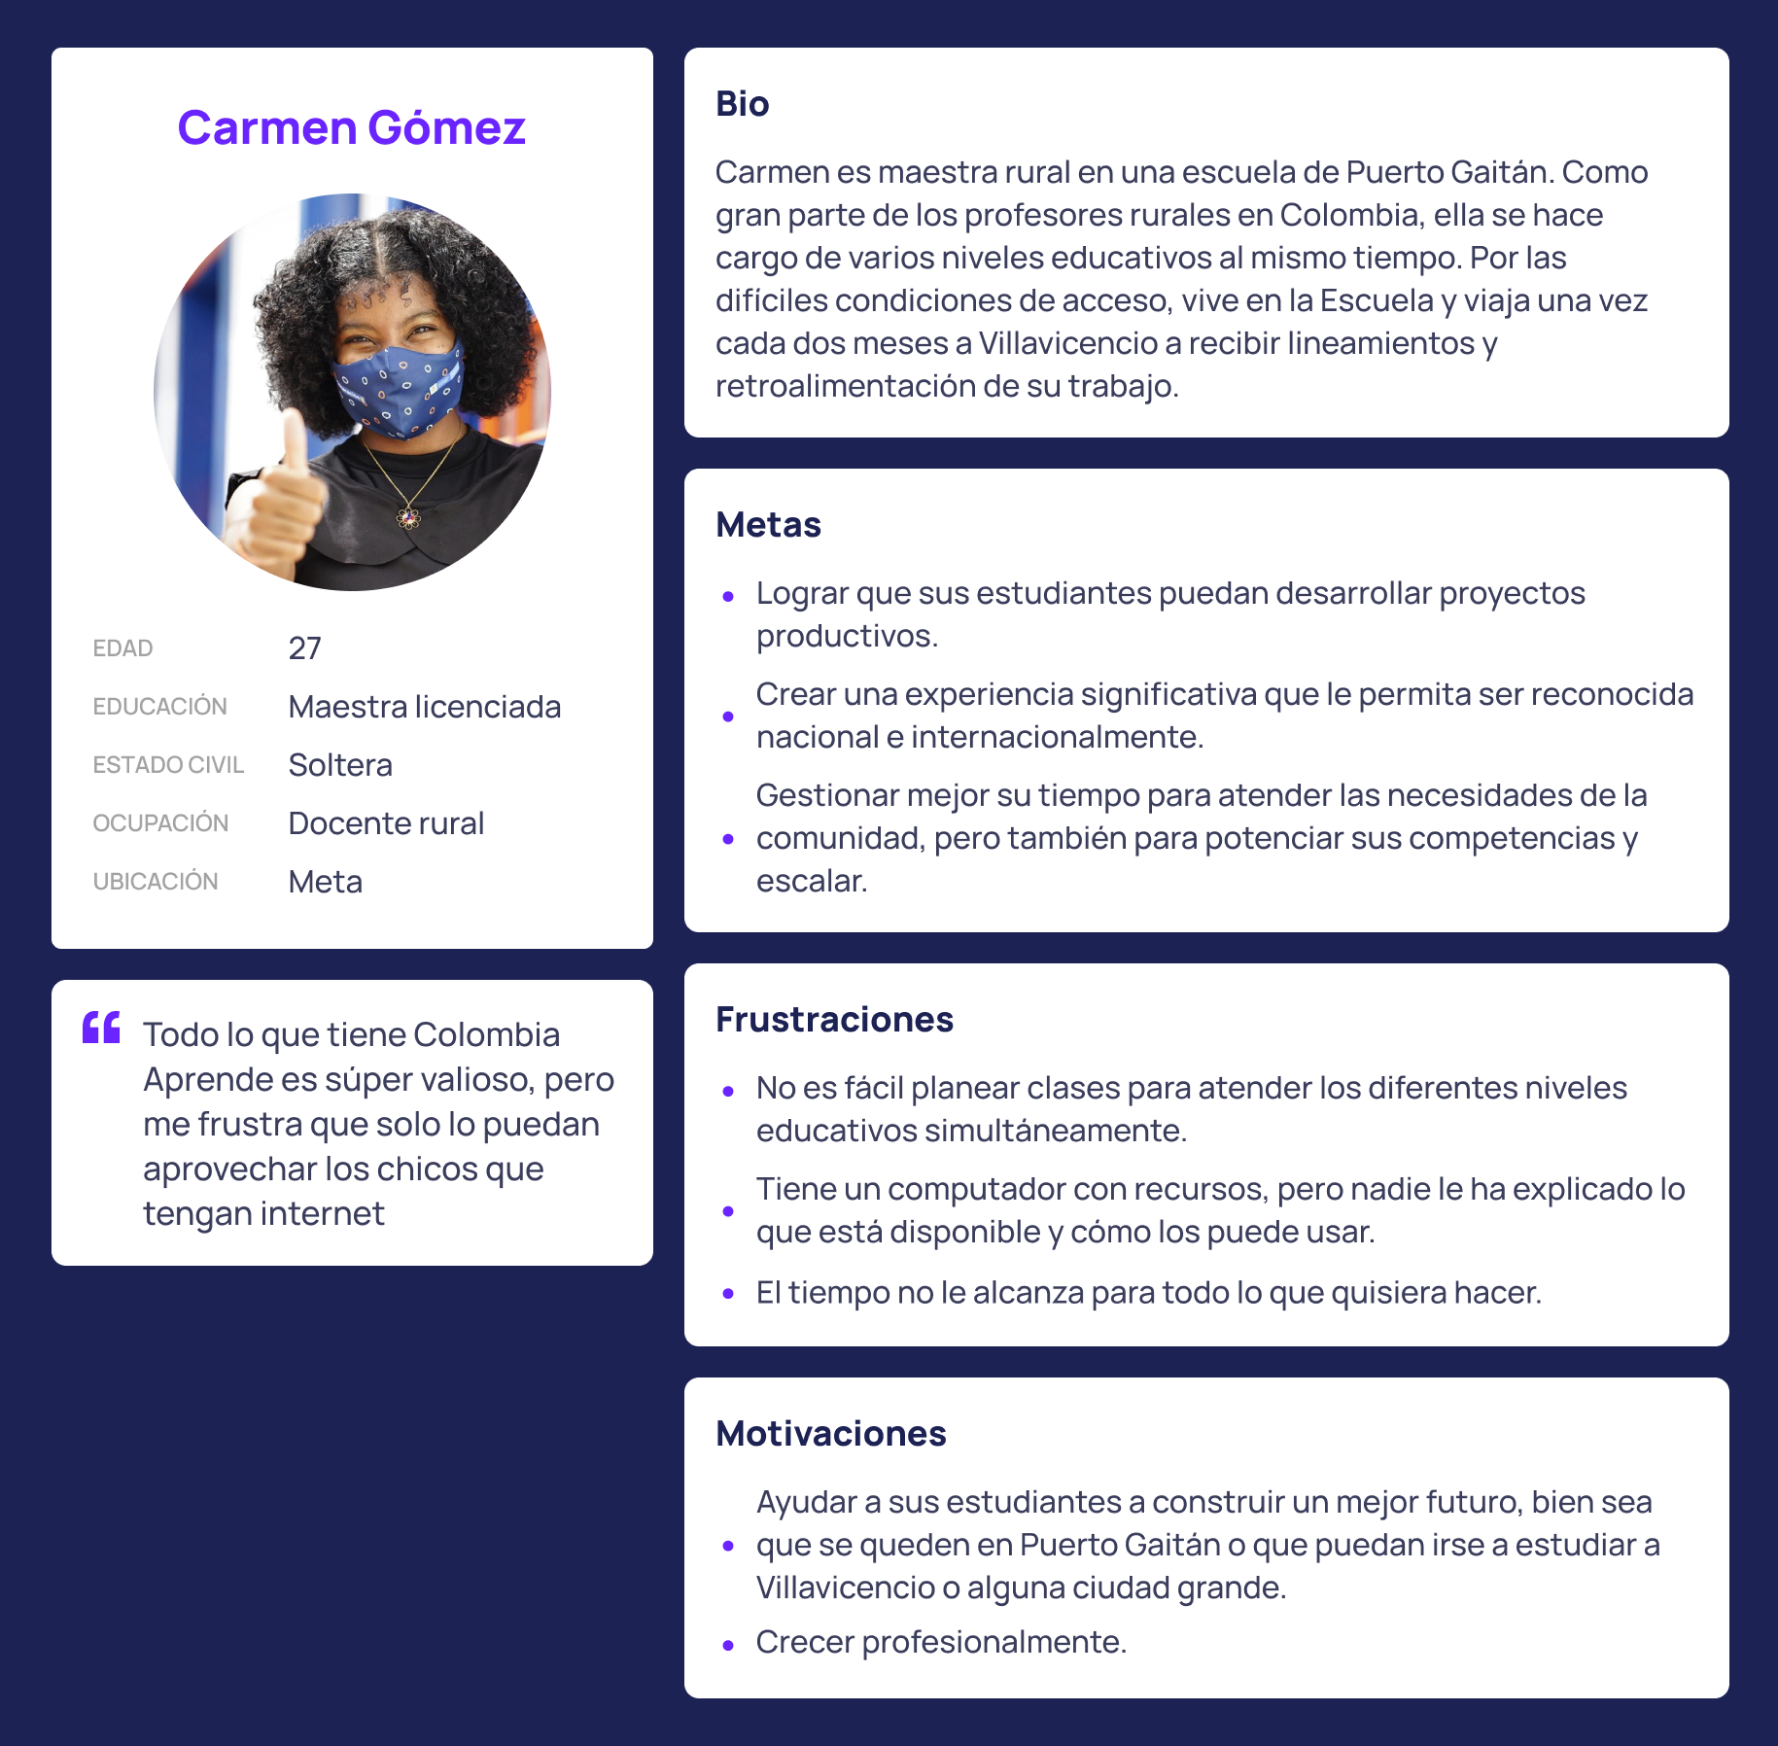 Carmen Gómez
EDAD 27
EDUCACIÓN Maestra licenciada
ESTADO CIVIL Soltera
OCUPACIÓN Docente rural
UBICACIÓN Meta
“ Todo lo que tiene Colombia
Aprende es súper valioso, pero
me frustra que solo lo puedan
aprovechar los chicos que
tengan internet
Bio
Carmen es maestra rural en una escuela de Puerto Gaitán. Como
gran parte de los profesores rurales en Colombia, ella se hace
cargo de varios niveles educativos al mismo tiempo. Por las
difíciles condiciones de acceso, vive en la Escuela y viaja una vez
cada dos meses a Villavicencio a recibir lineamientos y
retroalimentación de su trabajo.
Metas
• Lograr que sus estudiantes puedan desarrollar proyectos
productivos.
• Crear una experiencia significativa que le permita ser reconocida
nacional e internacionalmente.
• Gestionar mejor su tiempo para atender las necesidades de la
comunidad, pero también para potenciar sus competencias y
escalar.
Frustraciones
• No es fácil planear clases para atender los diferentes niveles
educativos simultáneamente.
• Tiene un computador con recursos, pero nadie le ha explicado lo
que está disponible y cómo los puede usar.
• El tiempo no le alcanza para todo lo que quisiera hacer.
Motivaciones
• Ayudar a sus estudiantes a construir un mejor futuro, bien sea
que se queden en Puerto Gaitán o que puedan irse a estudiar a
Villavicencio o alguna ciudad grande.
• Crecer profesionalmente.